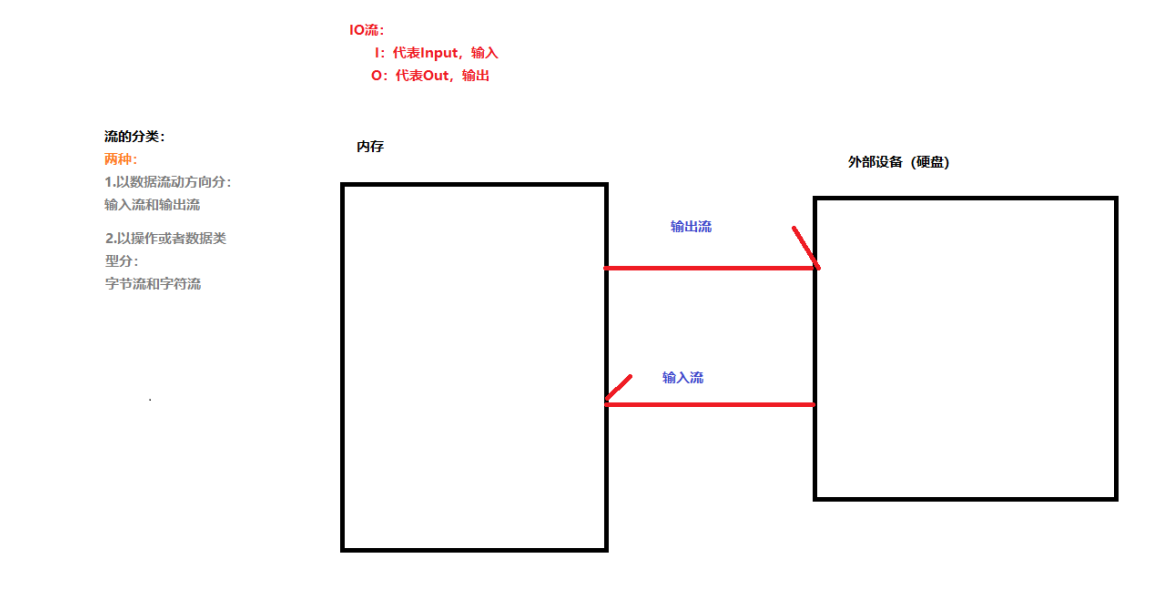 IO流：
I：代表Input，输入
O：代表Out，输出
流的分类：
两种：
1.以数据流动方向分：
输入流和输出流
2.以操作或者数据类
型分：
字节流和字符流
内存
外部设备（硬盘）
输出流
输入流